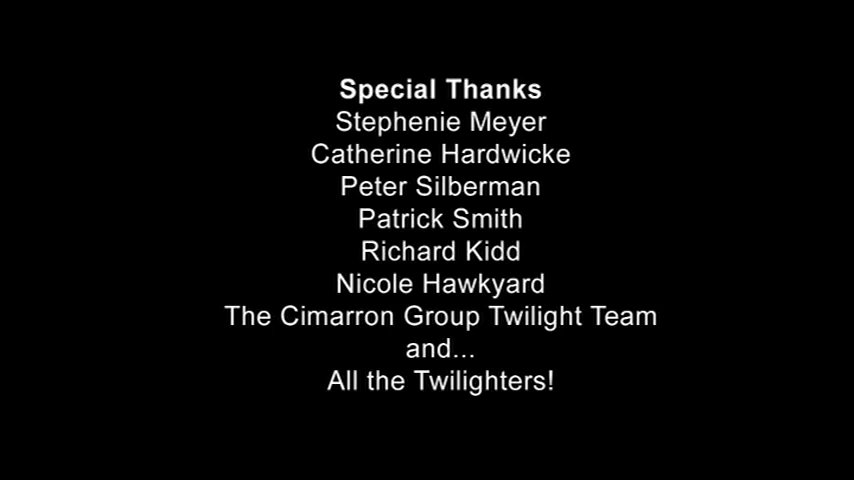 Special Thanks
Stephenie Meyer
Catherine Hardwicke
Peter Silberman
Patrick Smith
Richard Kidd
Nicole Hawkyard
The Cimarron Group Twilight Team
and...
All the Twilighters!